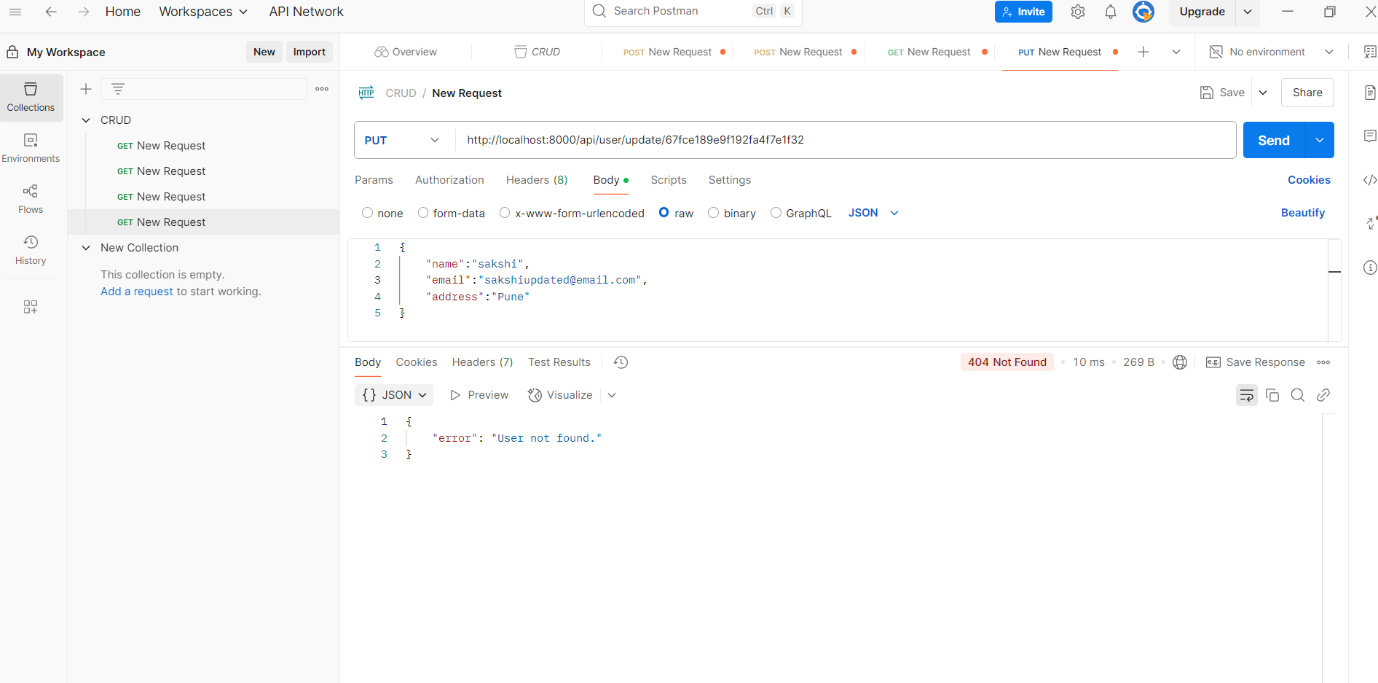 Home Workspaces API Network Search Postman Ctrl K Invite Upgrade
My Workspace New Import Overview CRUD POST New Request POST New Request GET New Request PUT New Request No environment
Collections
Environments
Flows
History
CRUD
GET New Request
GET New Request
GET New Request
GET New Request
New Collection
This collection is empty.
Add a request to start working.
HTTP CRUD / New Request Save Share
PUT http://localhost:8000/api/user/update/67fce189e9f192fa4f7e1f32 Send
Params Authorization Headers (8) Body Scripts Settings Cookies
none form-data x-www-form-urlencoded raw binary GraphQL JSON Beautify
1 {
2 "name":"sakshi",
3 "email":"sakshiupdated@email.com",
4 "address":"Pune"
5 }
Body Cookies Headers (7) Test Results 404 Not Found 10 ms 269 B e.g. Save Response
{} JSON Preview Visualize
1 {
2 "error": "User not found."
3 }